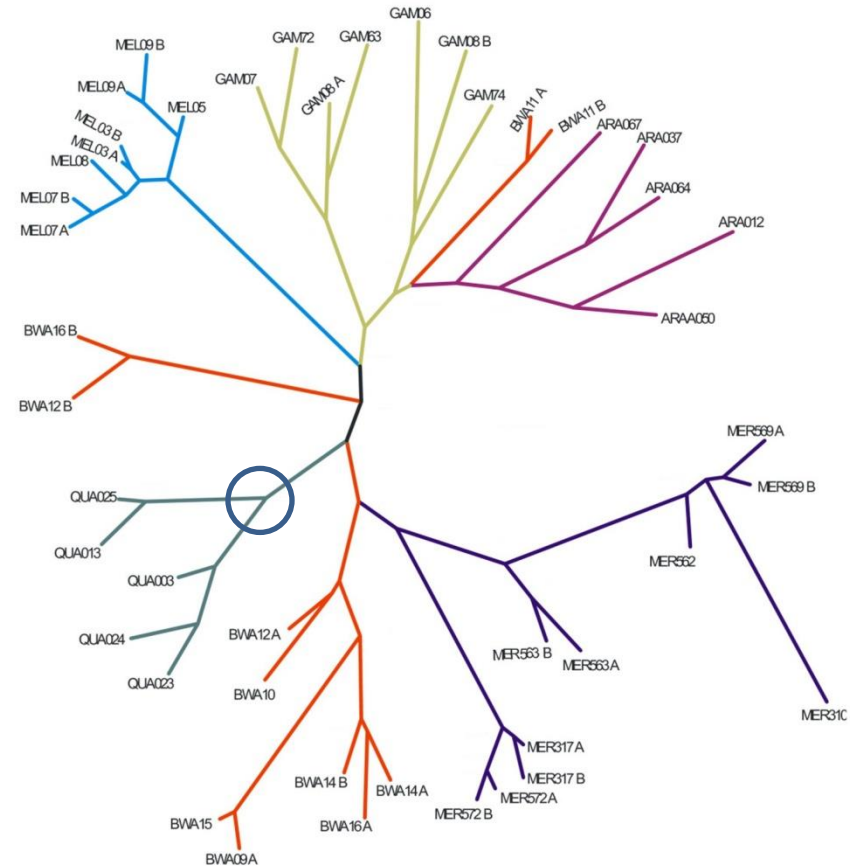 GAM06
GAM72
GAM63
MEL09 B
GAM08 B
GAM07
MEL09 A
GAM08 A
GAM74
MEL05
BWA11 A
BWA11 B
ARA067
MEL03 B
ARA037
MEL03 A
MEL08
ARA064
MEL07 B
ARA012
MEL07 A
ARAA050
BWA16 B
BWA12 B
MER569 A
MER569 B
QUA025
QUA013
MER562
QUA003
BWA12 A
QUA024
MER563 B
MER563 A
QUA023
BWA10
MER310
MER317 A
MER317 B
BWA14 B
BWA14 A
MER572 A
MER572 B
BWA15
BWA16 A
BWA09 A